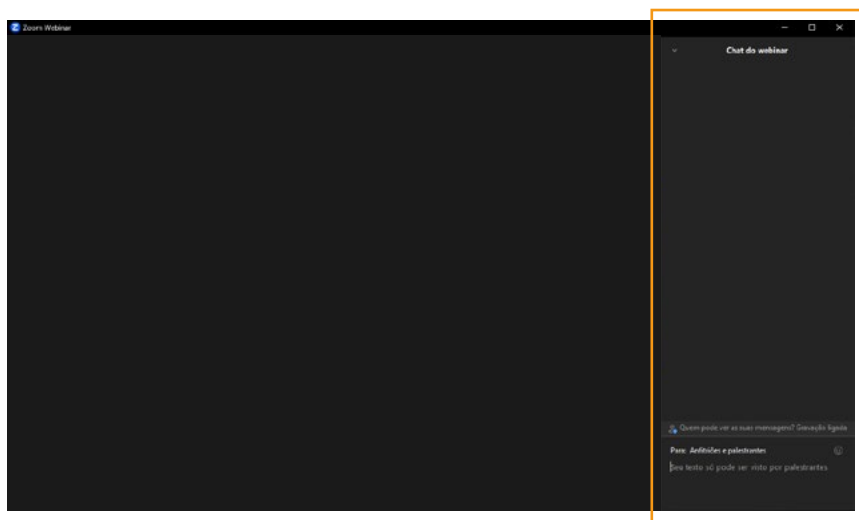 Zoom Webinar
Chat do webinar
Quem pode ver as suas mensagens? Gravação ligada
Para: Anfitriões e palestrantes
Seu texto só pode ser visto por palestrantes